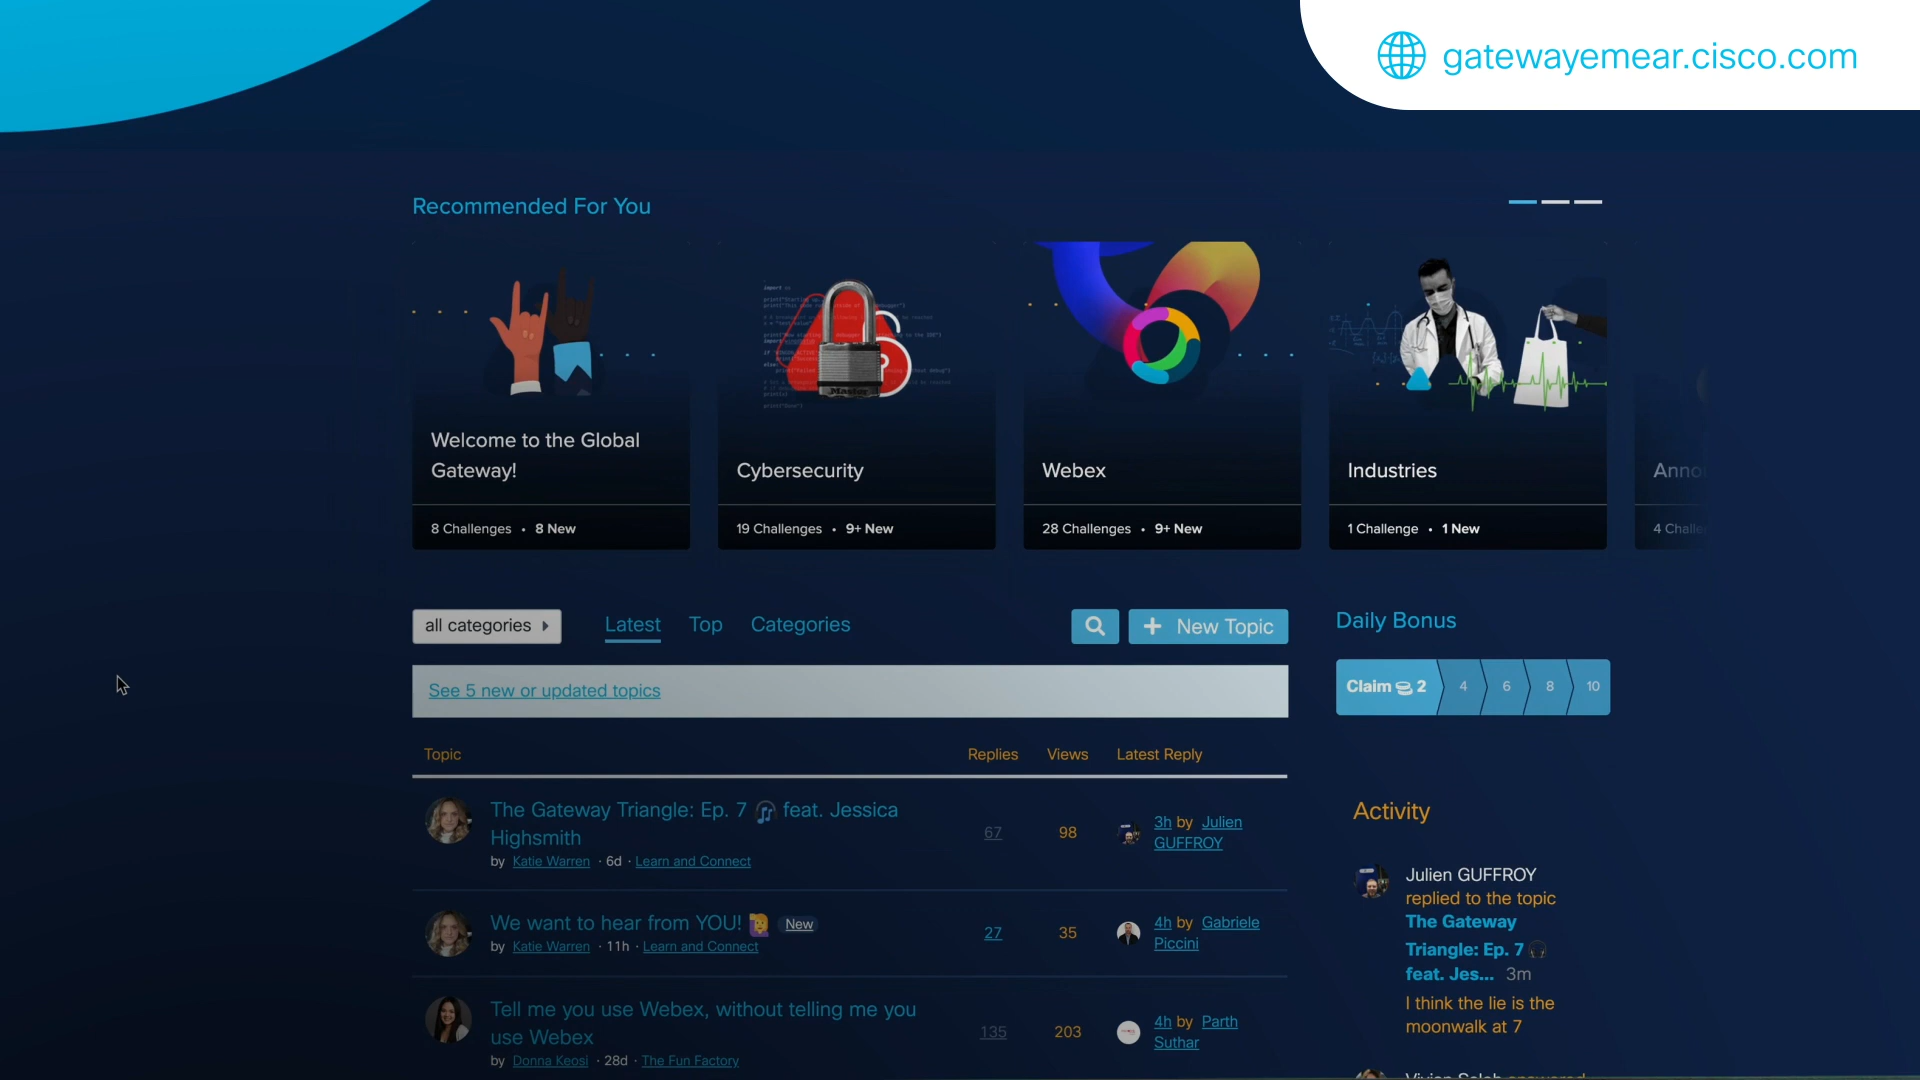 gatewayemear.cisco.com
Recommended For You
Welcome to the Global
Gateway!
8 Challenges • 8 New
Cybersecurity
19 Challenges • 9+ New
Webex
28 Challenges • 9+ New
Industries
1 Challenge • 1 New
Anno
4 Challe
all categories
Latest
Top
Categories
+ New Topic
See 5 new or updated topics
Topic
Replies
Views
Latest Reply
The Gateway Triangle: Ep. 7 🎧 feat. Jessica
Highsmith
by Katie Warren · 6d · Learn and Connect
67
98
3h by Julien
GUFFROY
We want to hear from YOU! 🙋 New
by Katie Warren · 11h · Learn and Connect
27
35
4h by Gabriele
Piccini
Tell me you use Webex, without telling me you
use Webex
by Donna Keosi · 28d · The Fun Factory
135
203
4h by Parth
Suthar
Daily Bonus
Claim 2
4
6
8
10
Activity
Julien GUFFROY
replied to the topic
The Gateway
Triangle: Ep. 7 🎧
feat. Jes... 3m
I think the lie is the
moonwalk at 7